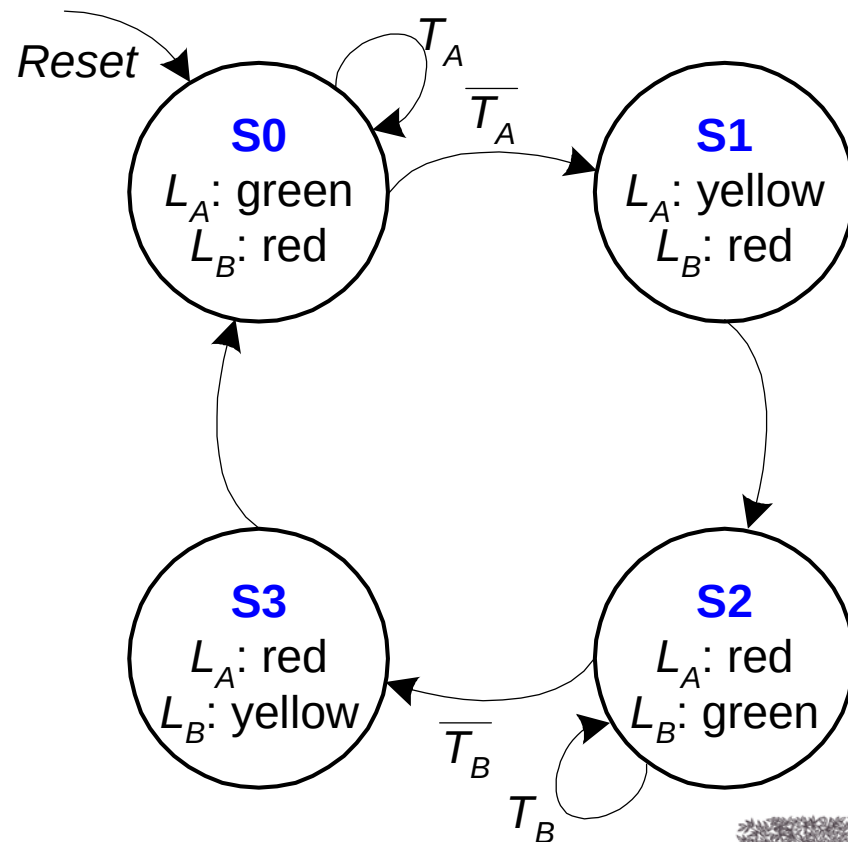 Reset
T_A
T̅_A̅
S0
L_A: green
L_B: red
S1
L_A: yellow
L_B: red
S3
L_A: red
L_B: yellow
S2
L_A: red
L_B: green
T̅_B̅
T_B